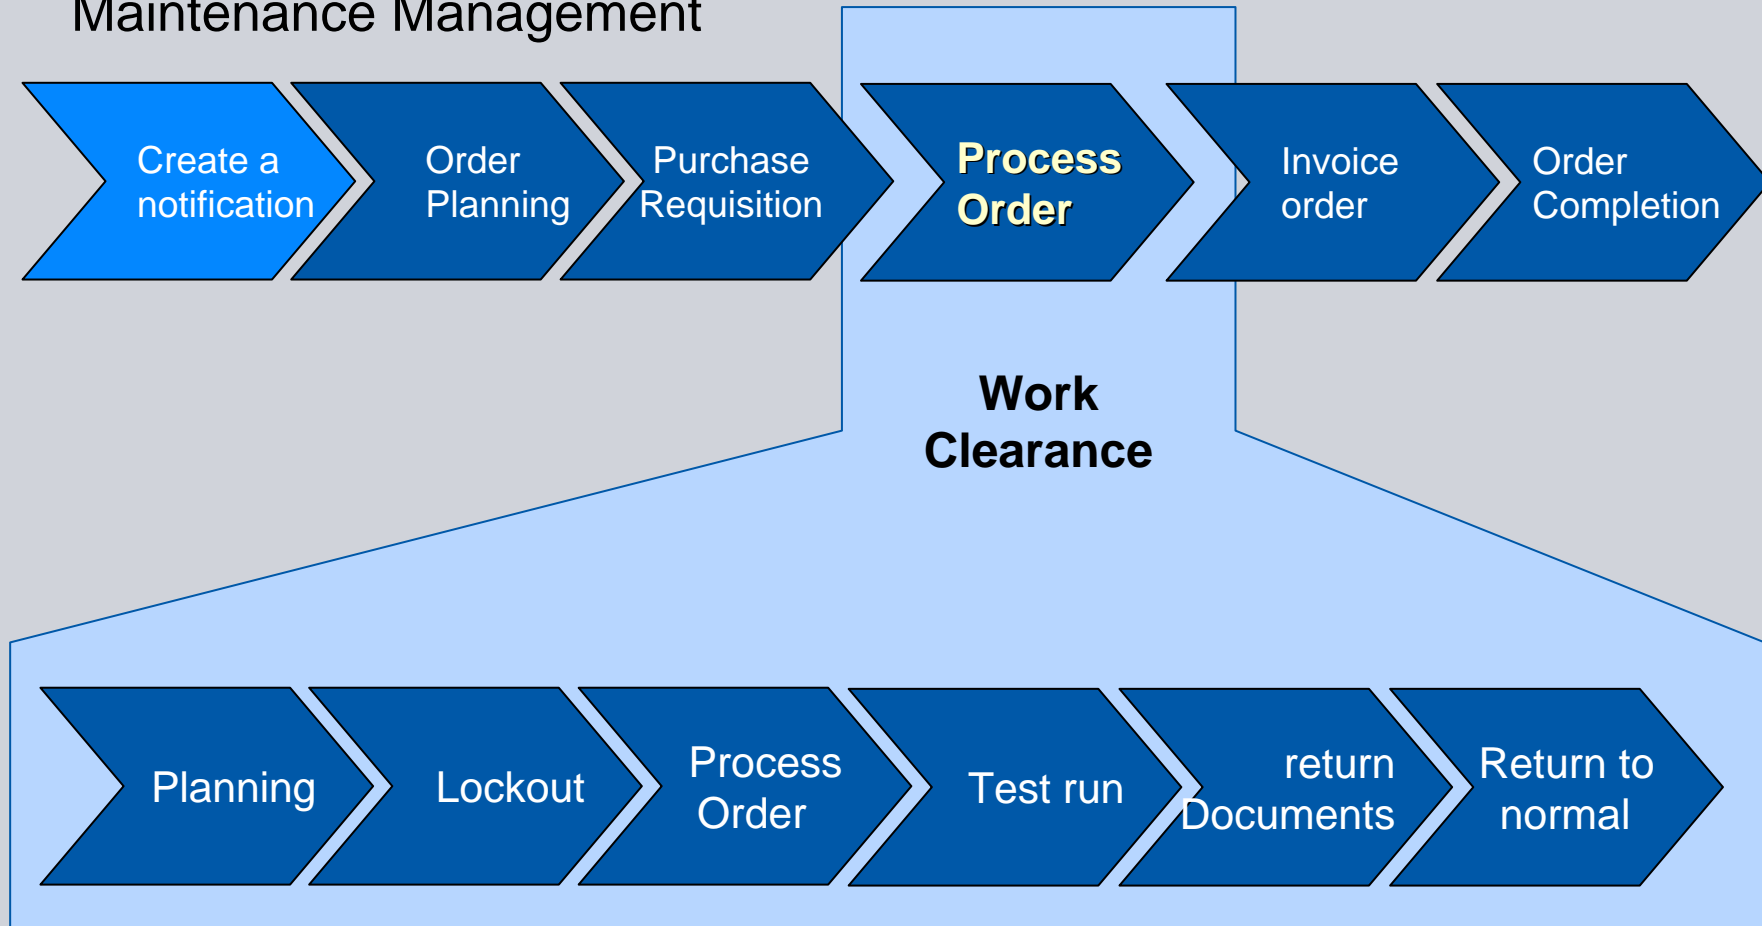 Maintenance Management
Create a
notification
Order
Planning
Purchase
Requisition
Process
Order
Invoice
order
Order
Completion
Work
Clearance
Planning
Lockout
Process
Order
Test run
return
Documents
Return to
normal